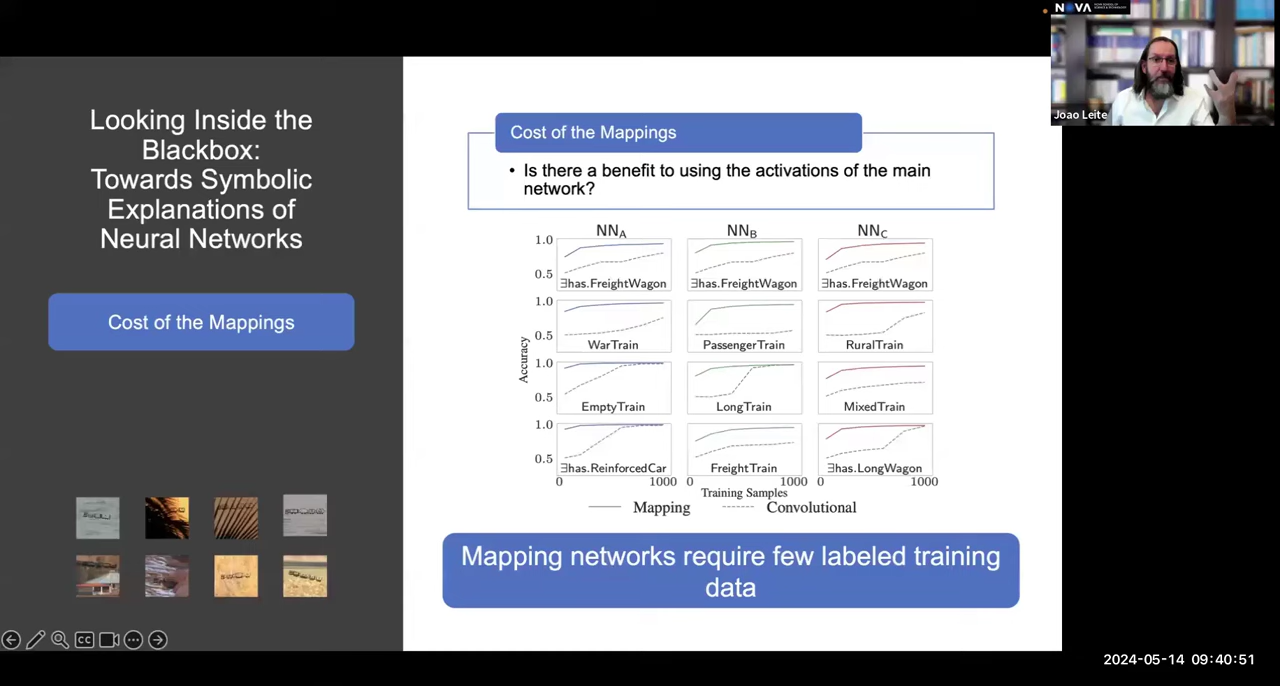 NOVA
Joao Leite
Looking Inside the
Blackbox:
Towards Symbolic
Explanations of
Neural Networks
Cost of the Mappings
Cost of the Mappings
• Is there a benefit to using the activations of the main
network?
NN_A NN_B NN_C
1.0
0.5
∃has.FreightWagon ∃has.FreightWagon ∃has.FreightWagon
1.0
0.5
WarTrain PassengerTrain RuralTrain
Accuracy
1.0
0.5
EmptyTrain LongTrain MixedTrain
1.0
0.5
∃has.ReinforcedCar FreightTrain ∃has.LongWagon
0 1000 0 1000 0 1000
Training Samples
Mapping Convolutional
Mapping networks require few labeled training
data
CC
2024-05-14 09:40:51